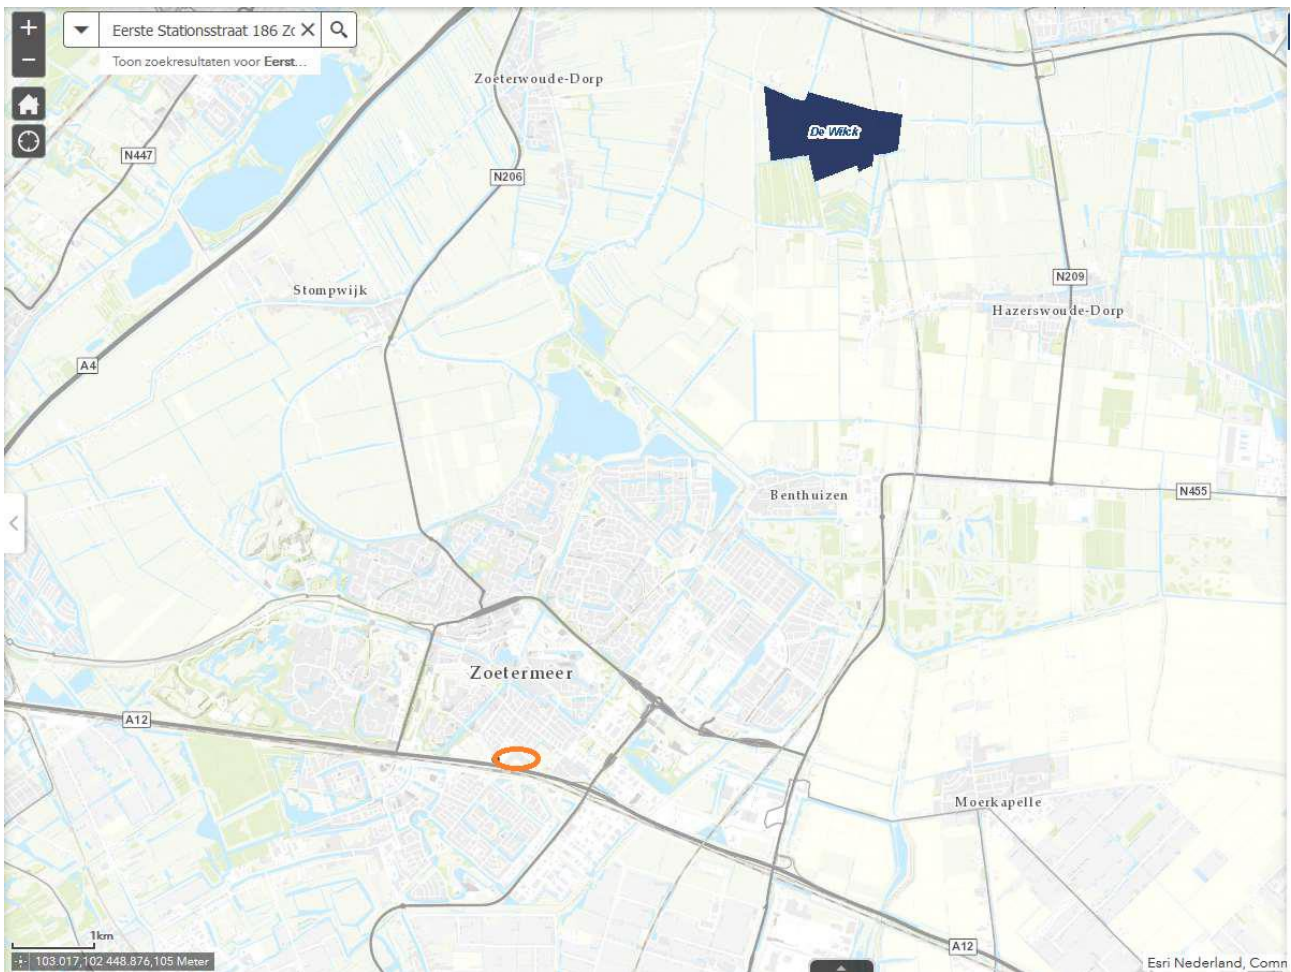 +
Eerste Stationsstraat 186 Zo
−
Toon zoekresultaten voor Eerst...
Zoeterwoude-Dorp
De Wilck
N447
N206
N209
Stompwijk
Hazerswoude-Dorp
A4
Benthuizen
N455
Zoetermeer
A12
Moerkapelle
1km
A12
103.017,102 448.876,105 Meter
Esri Nederland, Comm